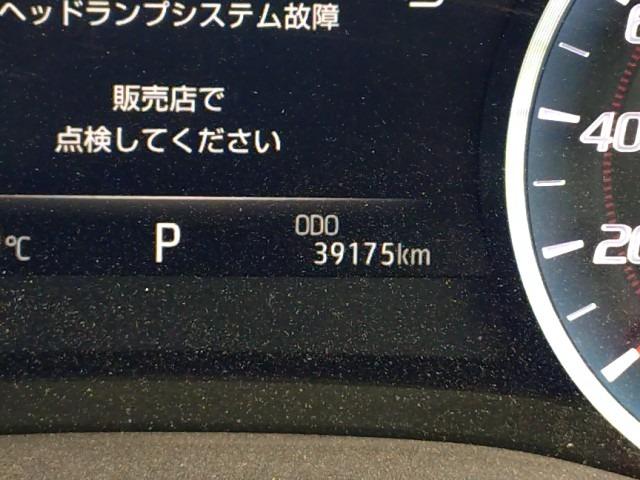 ヘッドランプシステム故障
販売店で
点検してください
℃
P
ODO
39175km
40
20